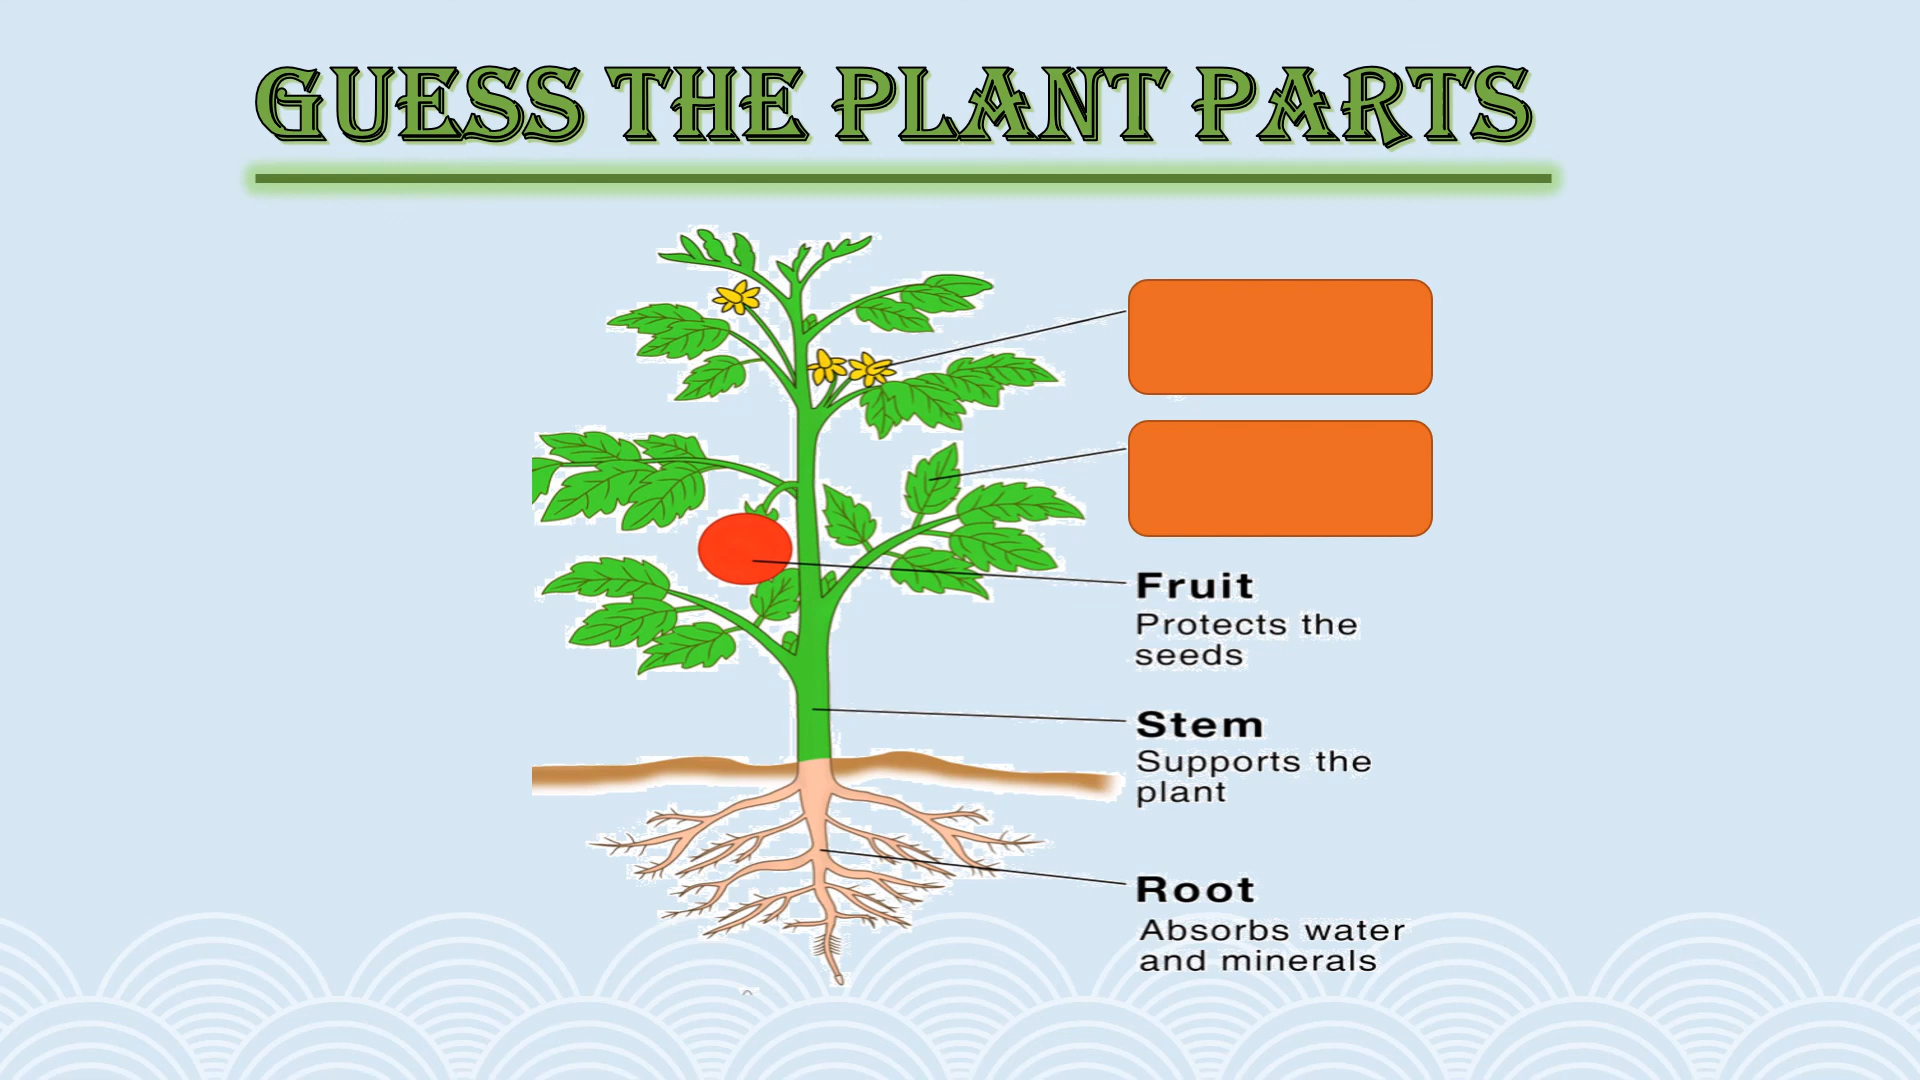 GUESS THE PLANT PARTS
Fruit
Protects the
seeds
Stem
Supports the
plant
Root
Absorbs water
and minerals